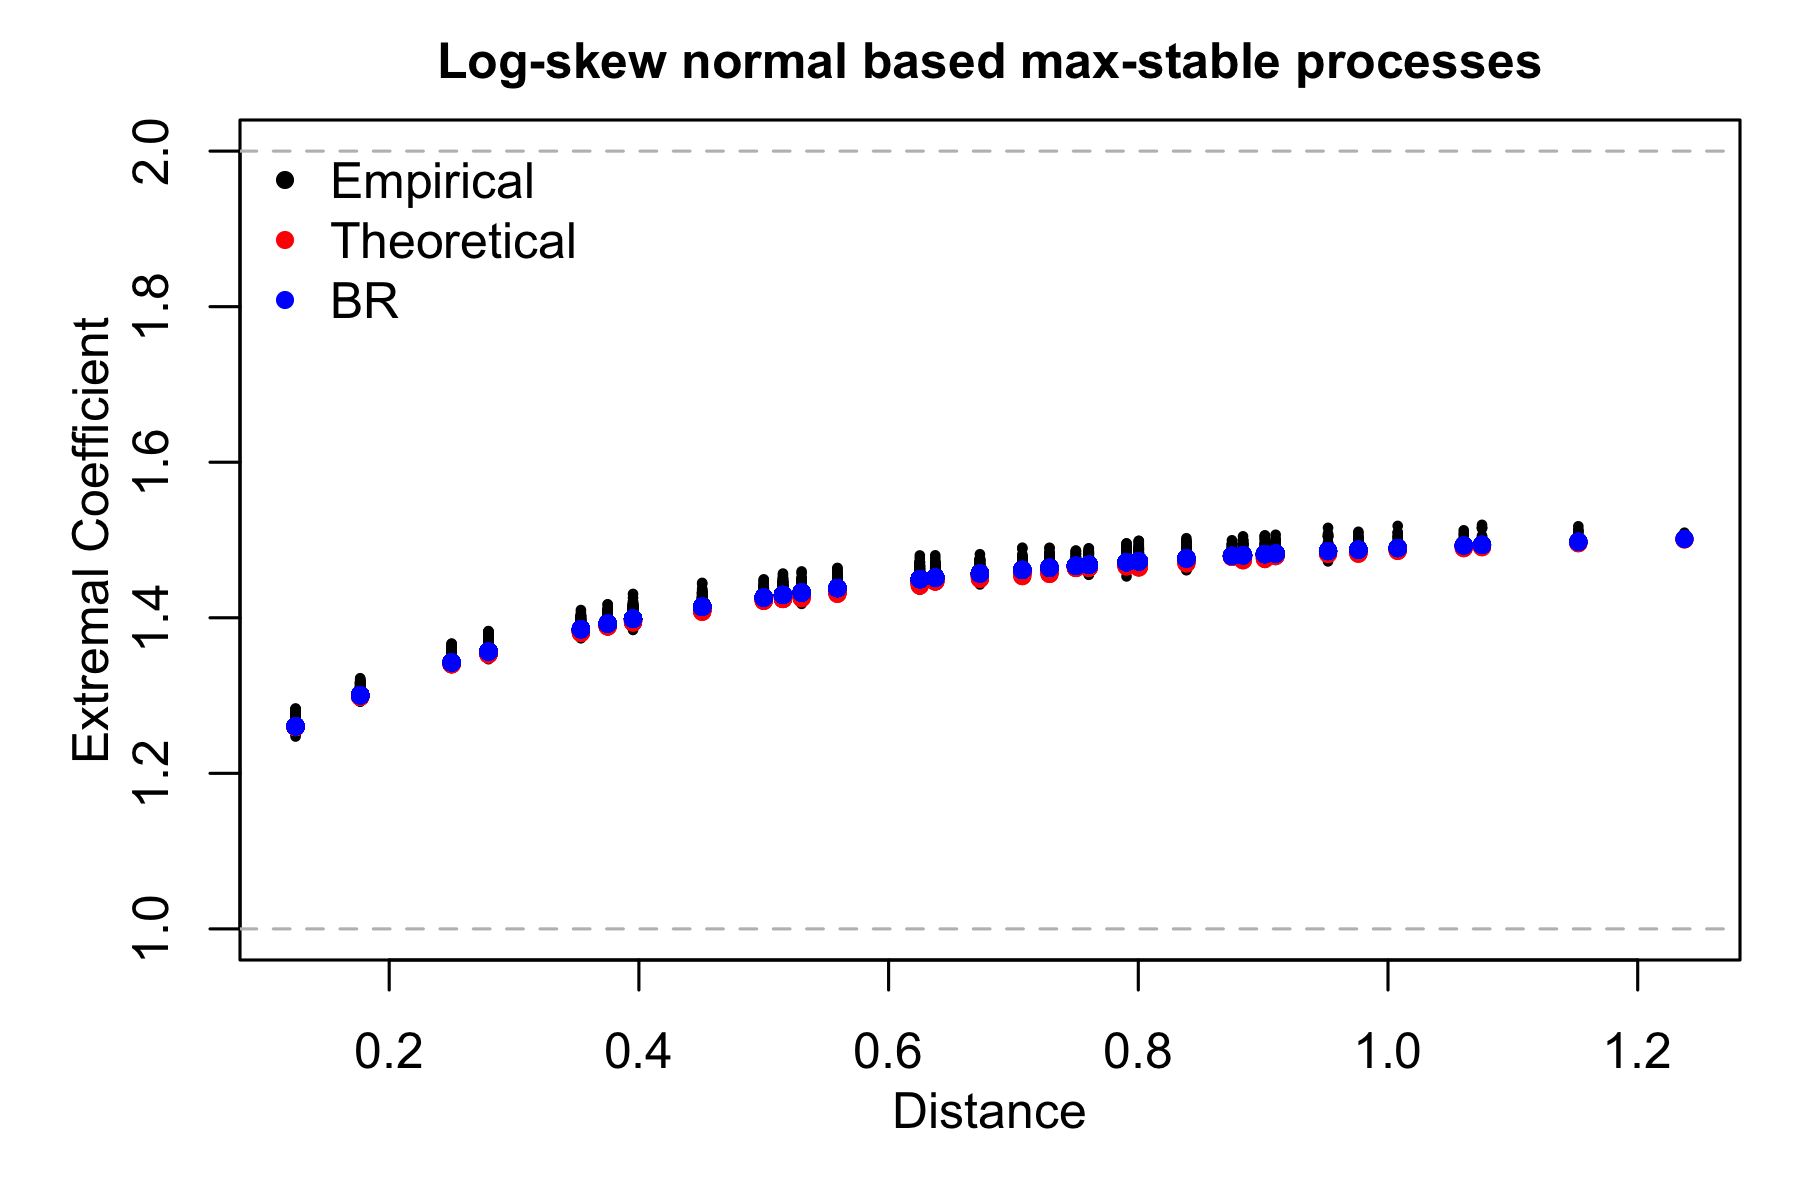 Log-skew normal based max-stable processes
Empirical
Theoretical
BR
Extremal Coefficient
2.0
1.8
1.6
1.4
1.2
1.0
0.2 0.4 0.6 0.8 1.0 1.2
Distance